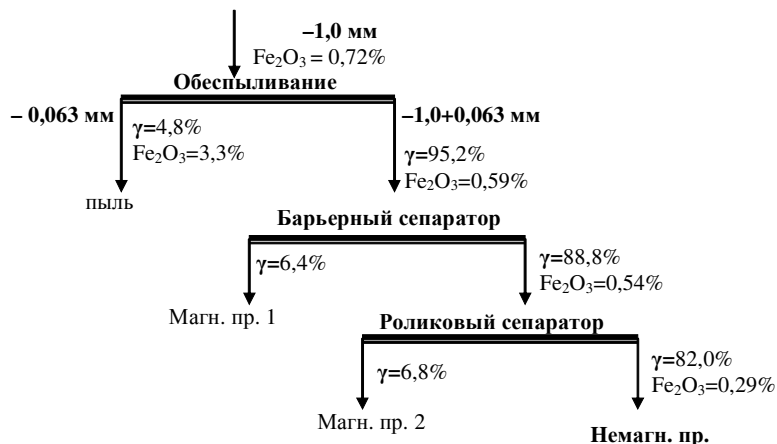 –1,0 мм
Fe₂O₃ = 0,72%
Обеспыливание
– 0,063 мм
–1,0+0,063 мм
γ=4,8%
Fe₂O₃=3,3%
γ=95,2%
Fe₂O₃=0,59%
пыль
Барьерный сепаратор
γ=6,4%
γ=88,8%
Fe₂O₃=0,54%
Магн. пр. 1
Роликовый сепаратор
γ=6,8%
γ=82,0%
Fe₂O₃=0,29%
Магн. пр. 2
Немагн. пр.